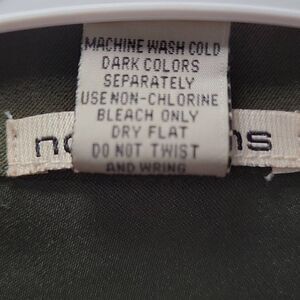 MACHINE WASH COLD
DARK COLORS
SEPARATELY
USE NON-CHLORINE
BLEACH ONLY
DRY FLAT
DO NOT TWIST
AND WRING